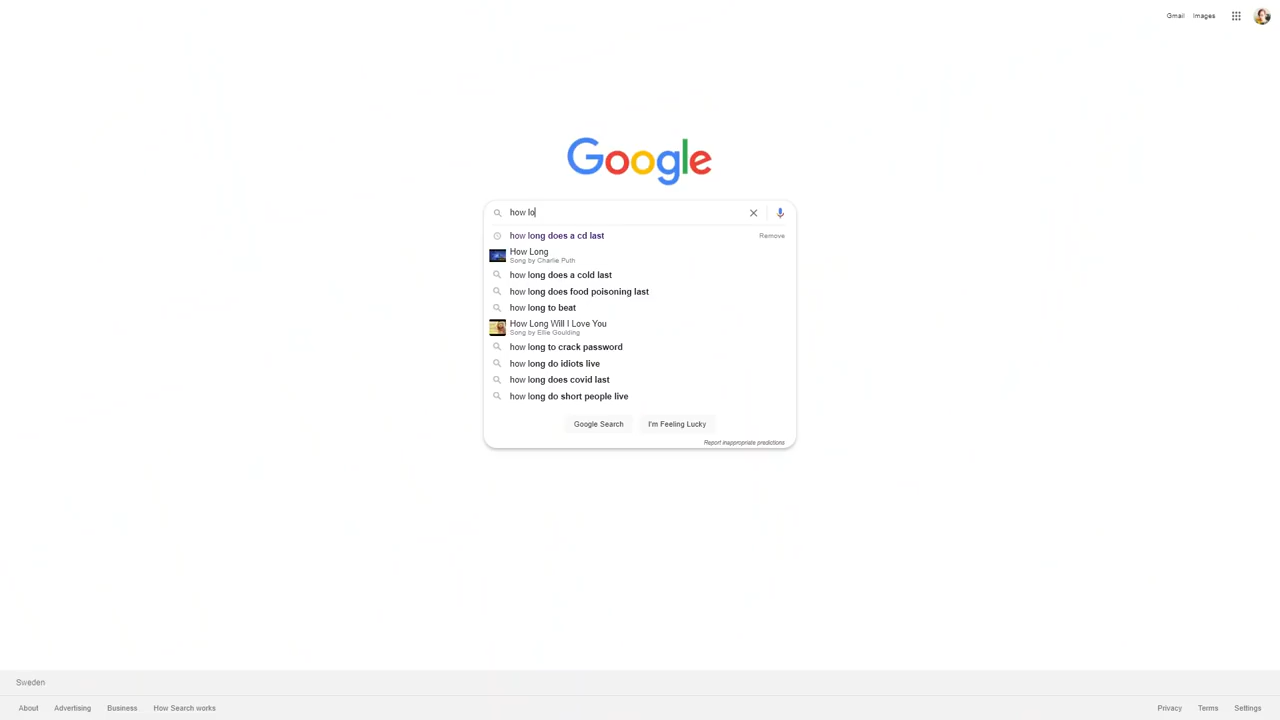 Gmail Images
Google
how lo
how long does a cd last Remove
How Long
Song by Charlie Puth
how long does a cold last
how long does food poisoning last
how long to beat
How Long Will I Love You
Song by Ellie Goulding
how long to crack password
how long do idiots live
how long does covid last
how long do short people live
Google Search I'm Feeling Lucky
Report inappropriate predictions
Sweden
About Advertising Business How Search works Privacy Terms Settings